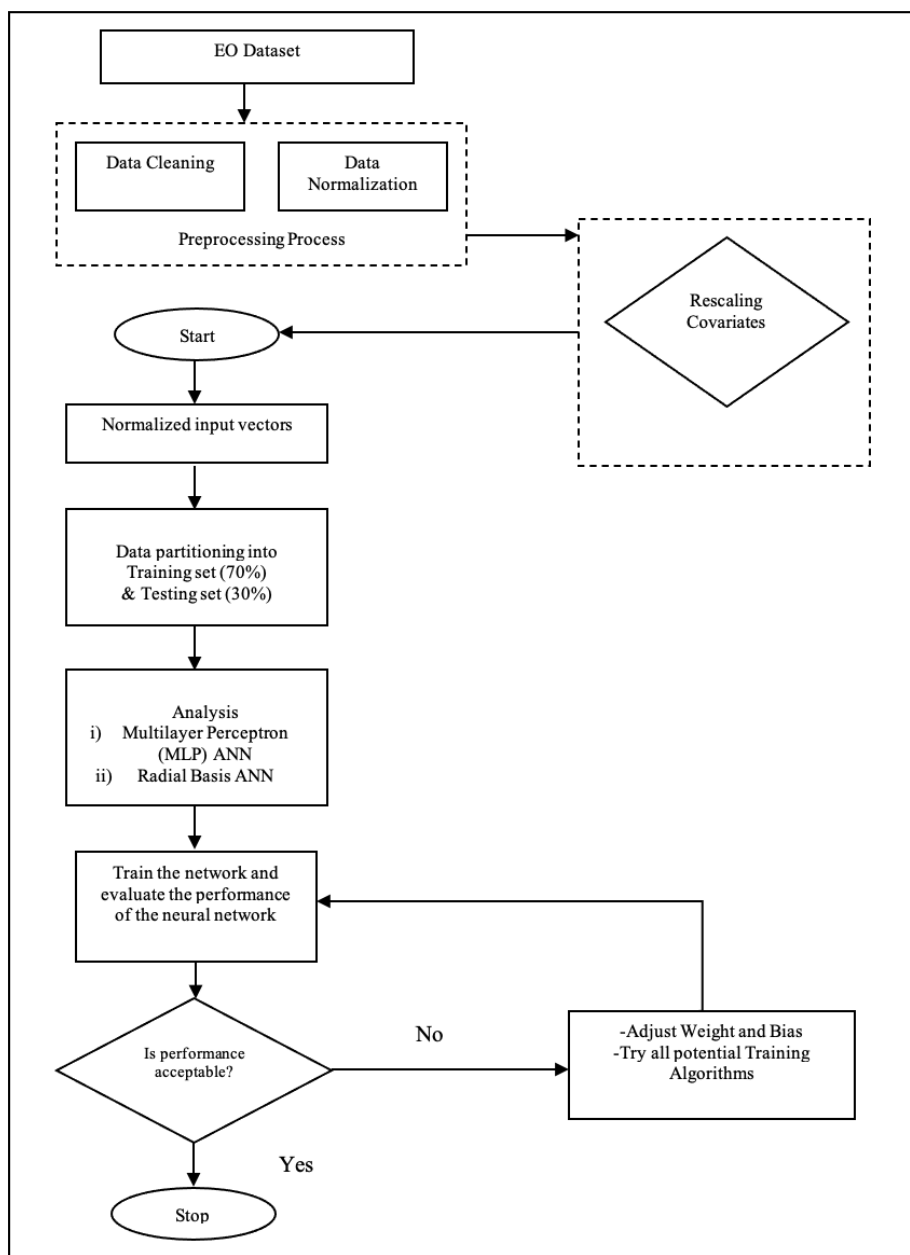 EO Dataset
Data Cleaning
Data
Normalization
Preprocessing Process
Rescaling
Covariates
Start
Normalized input vectors
Data partitioning into
Training set (70%)
& Testing set (30%)
Analysis
i) Multilayer Perceptron
(MLP) ANN
ii) Radial Basis ANN
Train the network and
evaluate the performance
of the neural network
Is performance
acceptable?
No
-Adjust Weight and Bias
-Try all potential Training
Algorithms
Yes
Stop